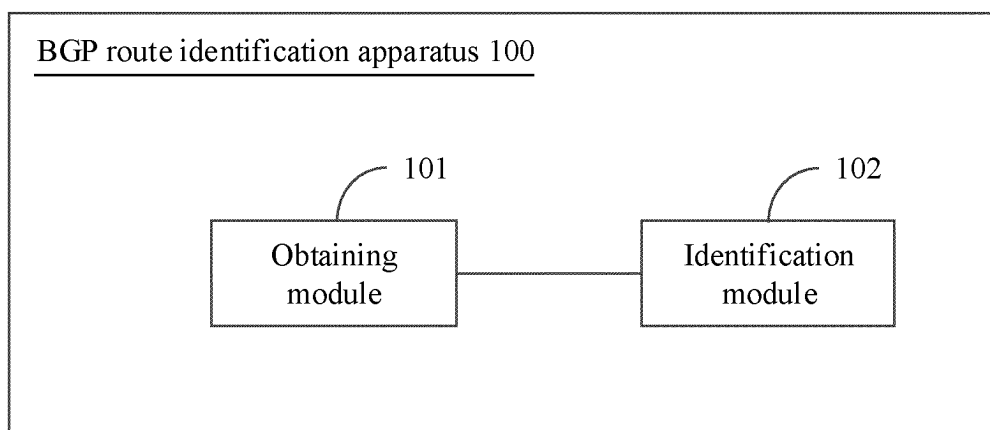 BGP route identification apparatus 100
101
102
Obtaining
module
Identification
module